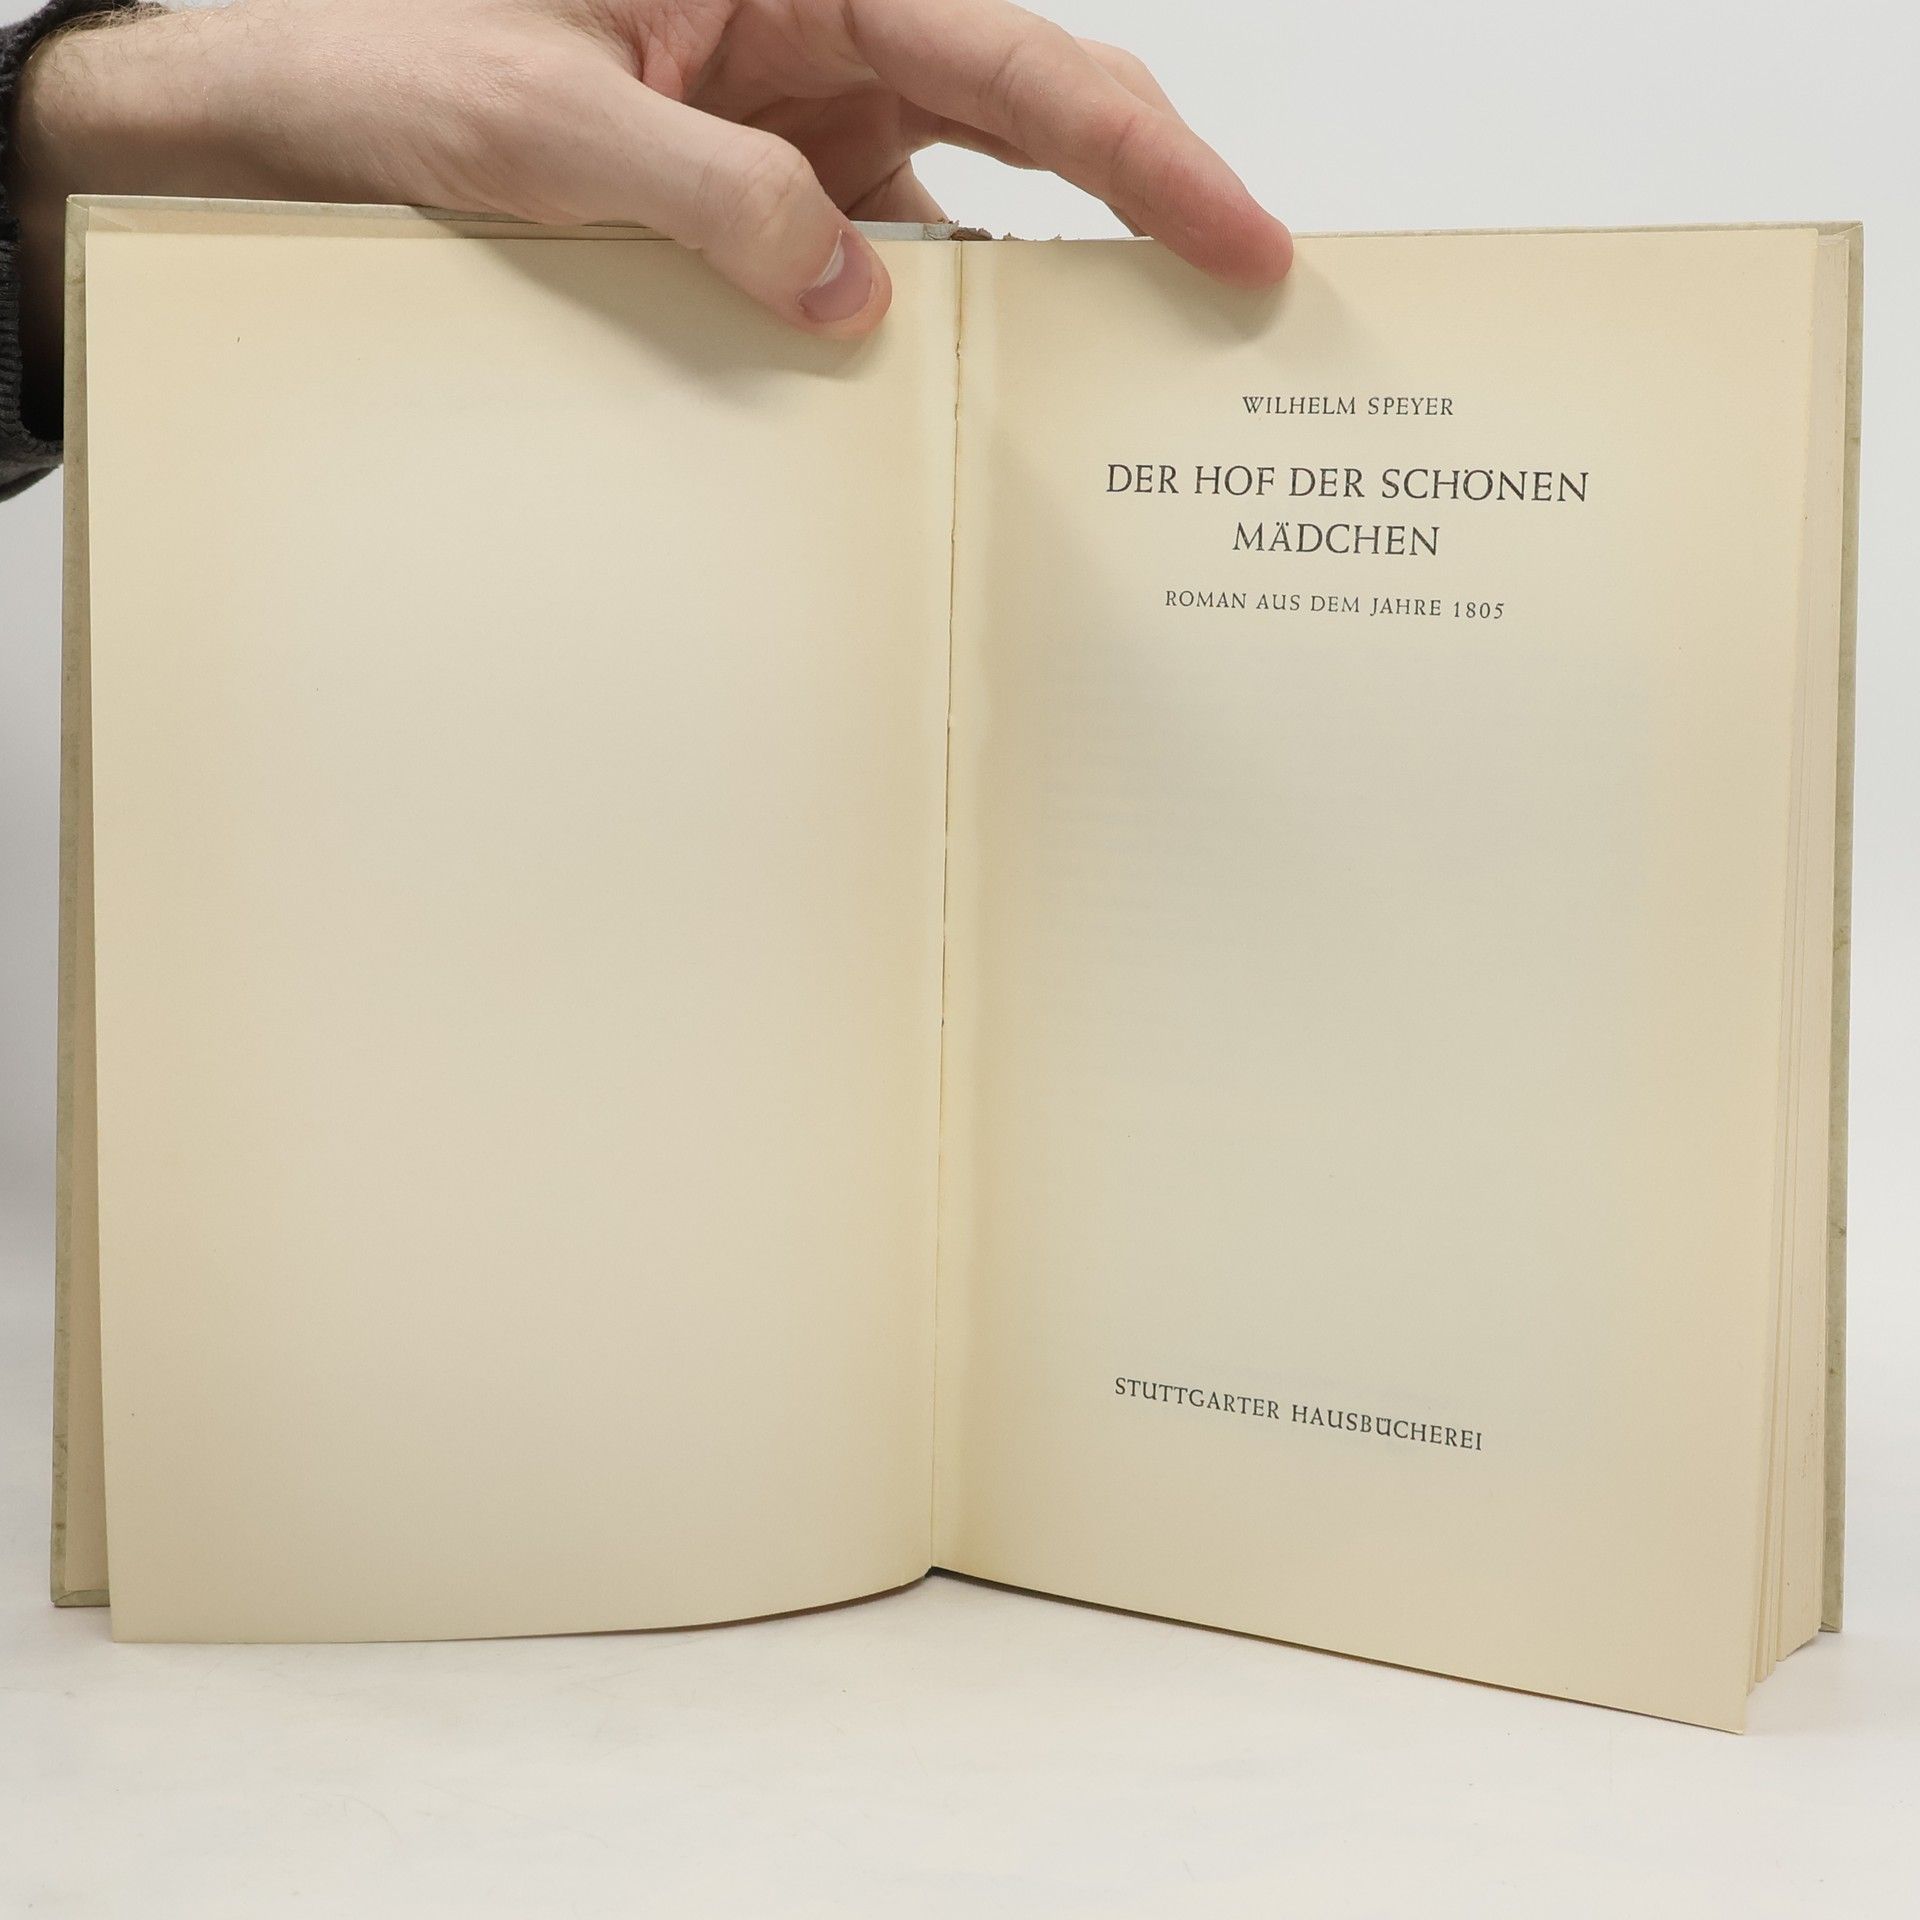 WILHELM SPEYER
DER HOF DER SCHÖNEN
MÄDCHEN
ROMAN AUS DEM JAHRE 1805
STUTTGARTER HAUSBÜCHEREI